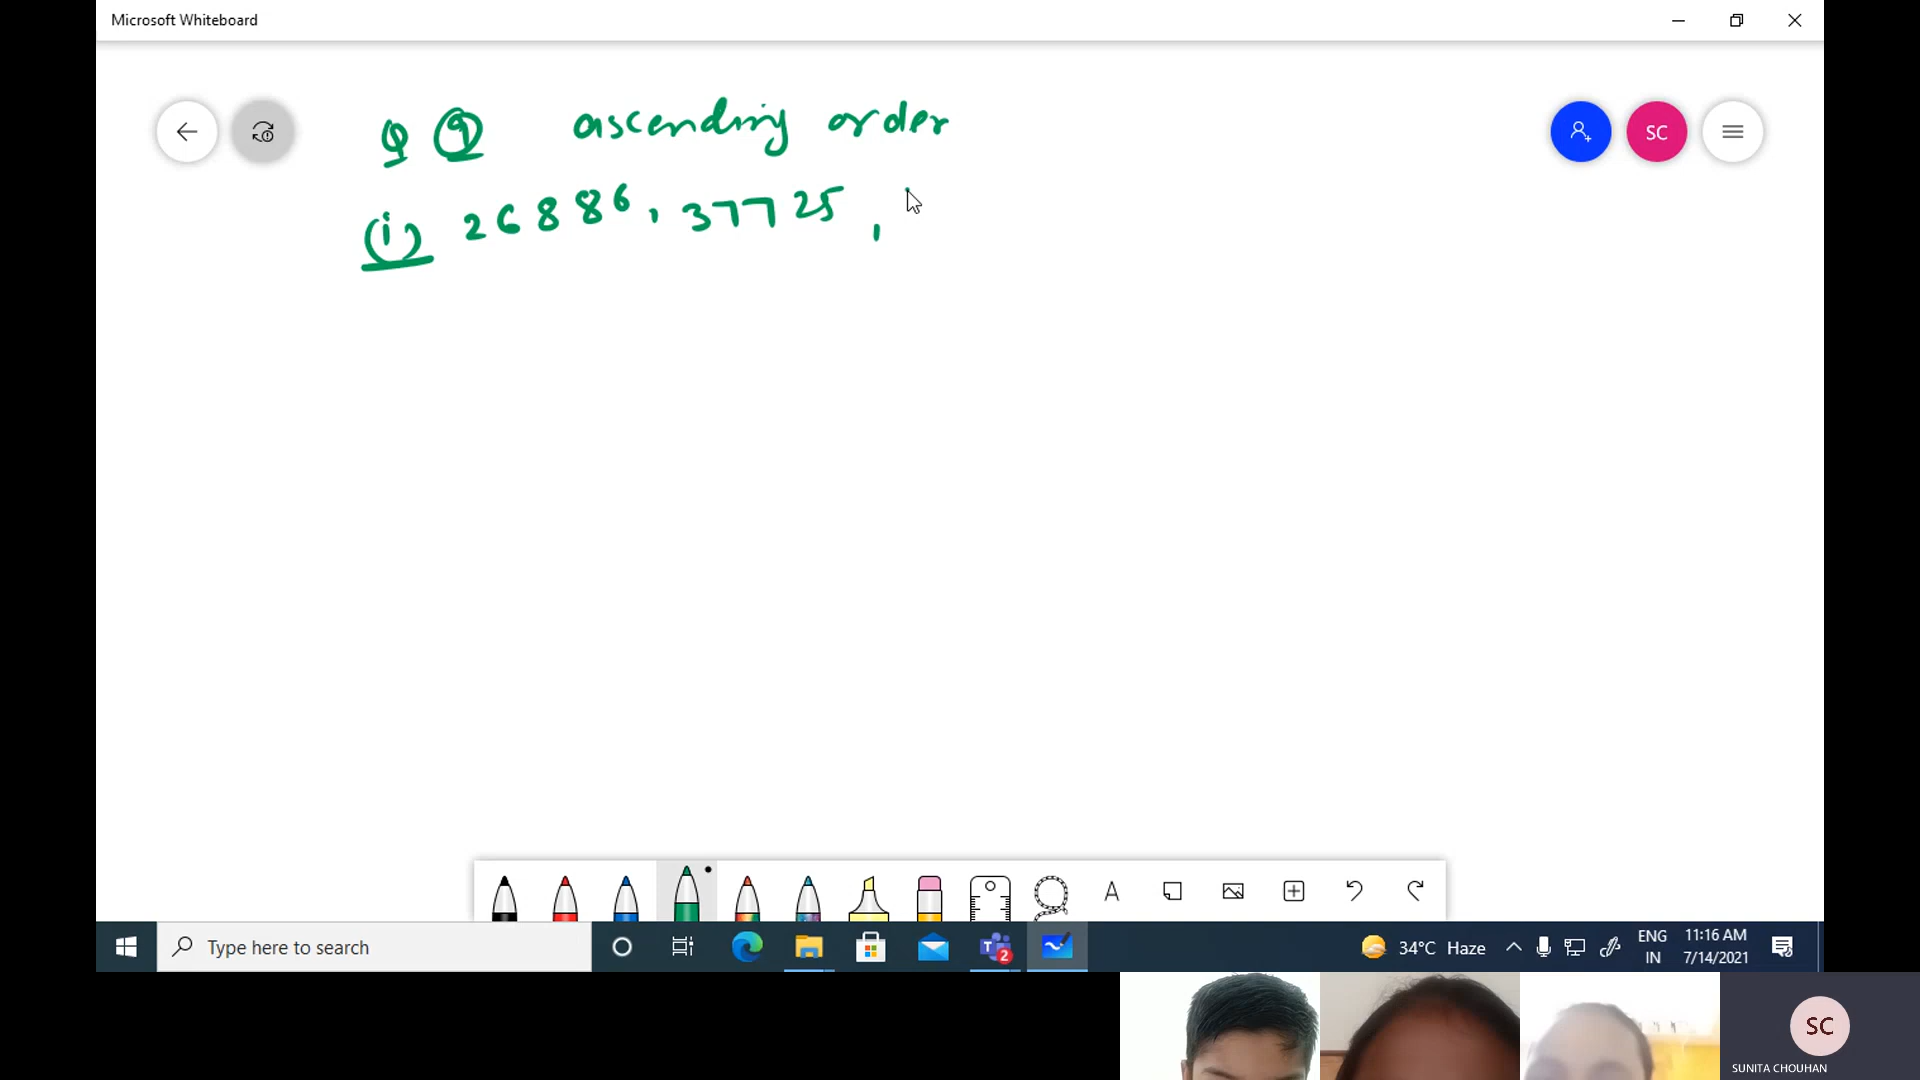 Microsoft Whiteboard
Q 9 ascending order
SC
(i) 26886, 37725,
A
Type here to search
2
34°C Haze
ENG
IN
11:16 AM
7/14/2021
SC
SUNITA CHOUHAN